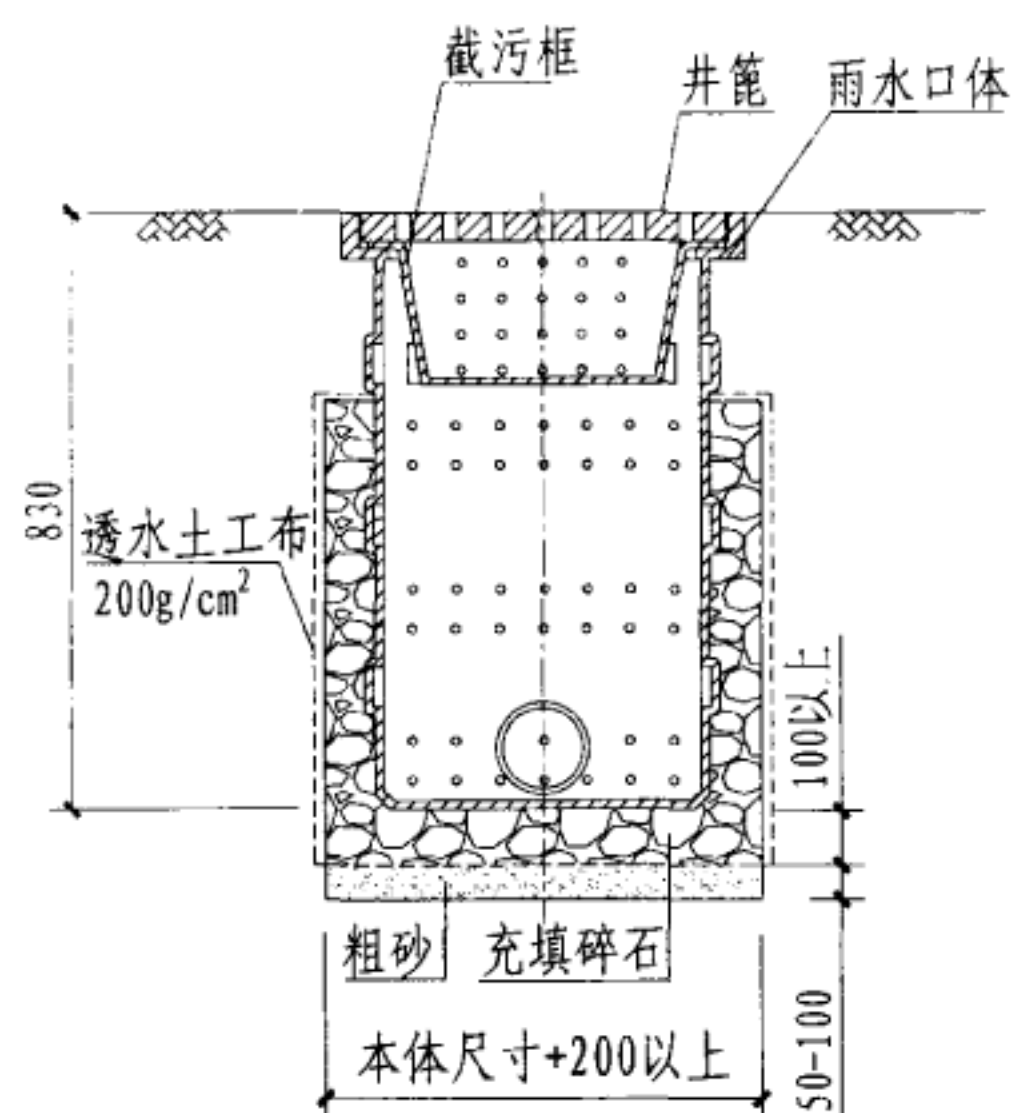 截污框
井篦
雨水口体
830
透水土工布
200g/cm²
100以上
粗砂
充填碎石
本体尺寸+200以上
50-100